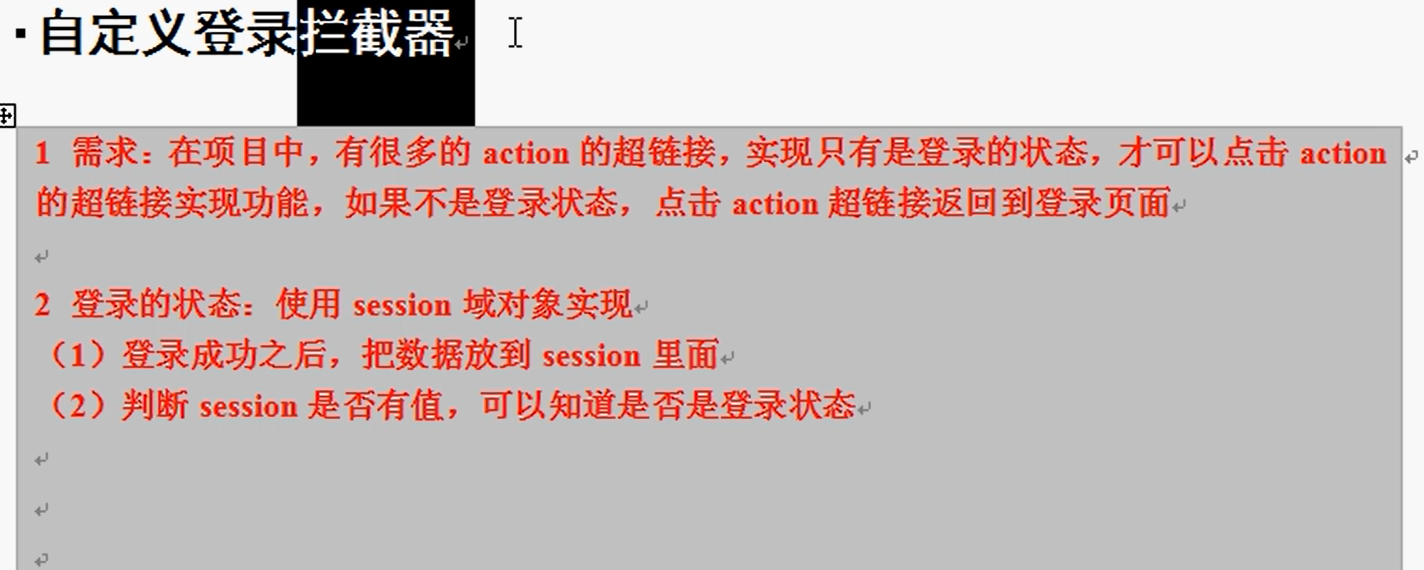 自定义登录拦截器
1 需求：在项目中，有很多的 action 的超链接，实现只有是登录的状态，才可以点击 action
的超链接实现功能，如果不是登录状态，点击 action 超链接返回到登录页面
2 登录的状态：使用 session 域对象实现
（1）登录成功之后，把数据放到 session 里面
（2）判断 session 是否有值，可以知道是否是登录状态